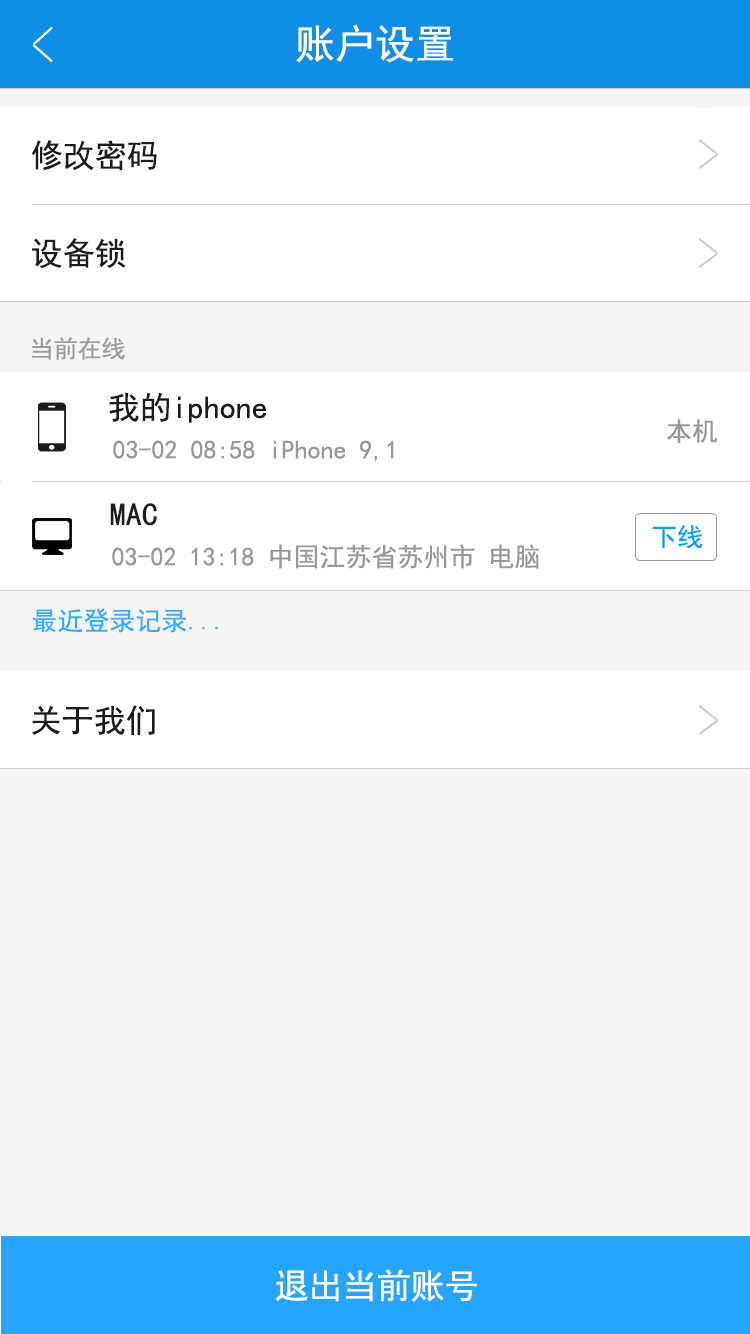 账户设置
修改密码
设备锁
当前在线
我的iphone
03-02 08:58 iPhone 9,1
本机
MAC
03-02 13:18 中国江苏省苏州市 电脑
下线
最近登录记录...
关于我们
退出当前账号